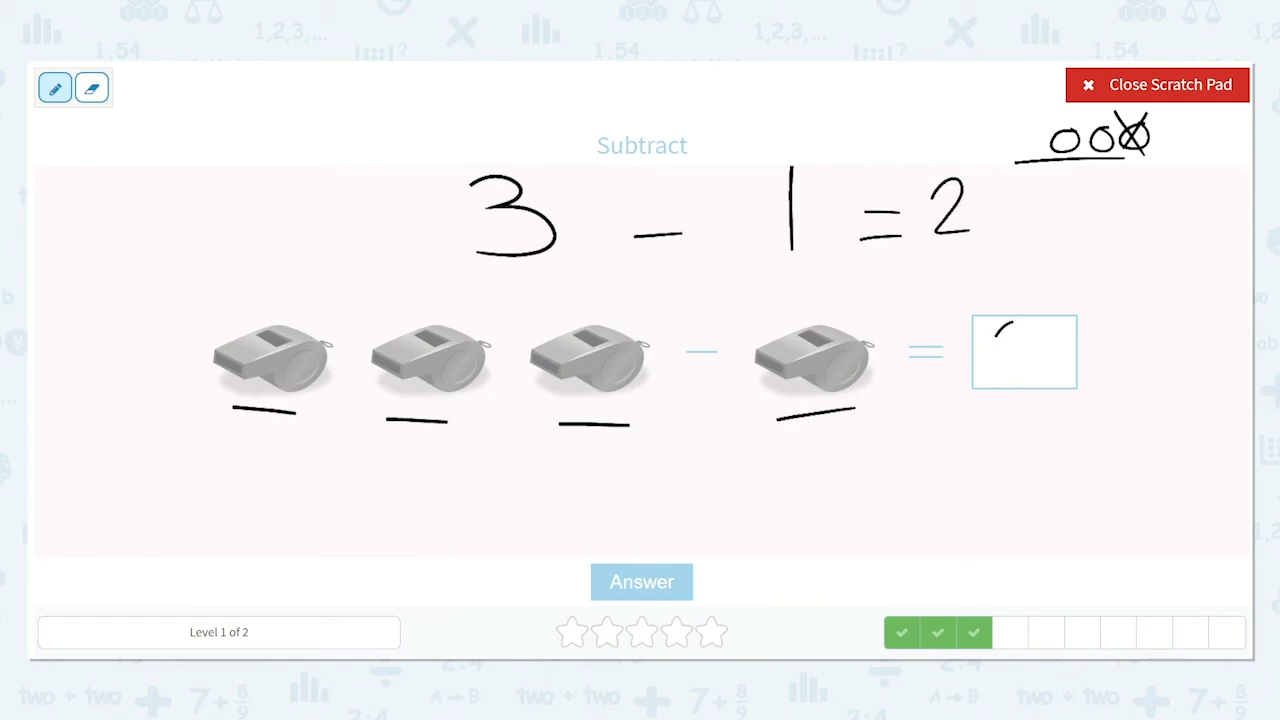 Close Scratch Pad
Subtract
3 - 1 = 2
- =
Answer
Level 1 of 2